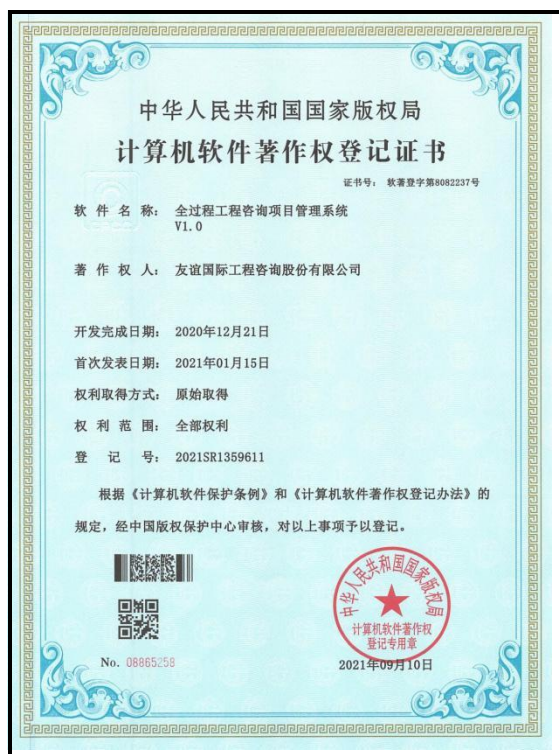 中华人民共和国国家版权局
计算机软件著作权登记证书
证书号： 软著登字第8082237号
软件名称： 全过程工程咨询项目管理系统
V1.0
著作权人： 友谊国际工程咨询股份有限公司
开发完成日期： 2020年12月21日
首次发表日期： 2021年01月15日
权利取得方式： 原始取得
权利范围： 全部权利
登记号： 2021SR1359611
根据《计算机软件保护条例》和《计算机软件著作权登记办法》的
规定，经中国版权保护中心审核，对以上事项予以登记。
中华人民共和国国家版权局
计算机软件著作权
登记专用章
No. 08865258
2021年09月10日